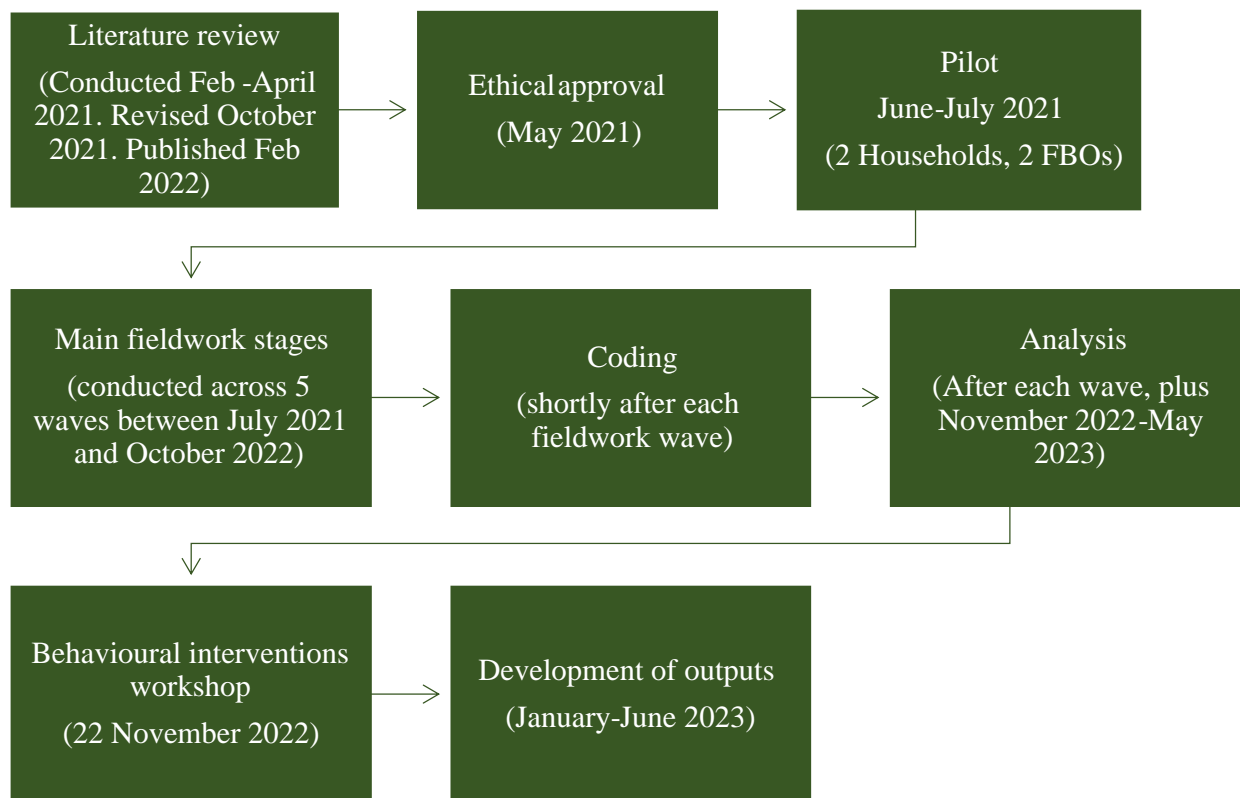 Literature review
(Conducted Feb -April
2021. Revised October
2021. Published Feb
2022)
Ethical approval
(May 2021)
Pilot
June-July 2021
(2 Households, 2 FBOs)
Main fieldwork stages
(conducted across 5
waves between July 2021
and October 2022)
Coding
(shortly after each
fieldwork wave)
Analysis
(After each wave, plus
November 2022-May
2023)
Behavioural interventions
workshop
(22 November 2022)
Development of outputs
(January-June 2023)